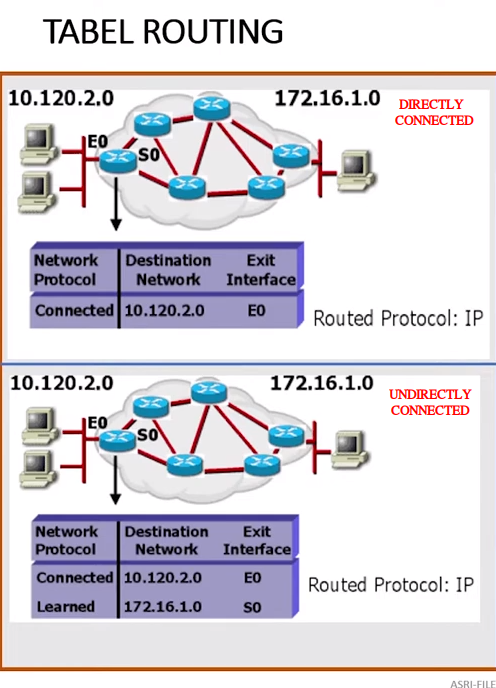 TABEL ROUTING
10.120.2.0
172.16.1.0
DIRECTLY
CONNECTED
E0
S0
Network Protocol
Destination Network
Exit Interface
Connected 10.120.2.0 E0
Routed Protocol: IP
10.120.2.0
172.16.1.0
UNDIRECTLY
CONNECTED
E0
S0
Network Protocol
Destination Network
Exit Interface
Connected 10.120.2.0 E0
Learned 172.16.1.0 S0
Routed Protocol: IP
ASRI-FILE